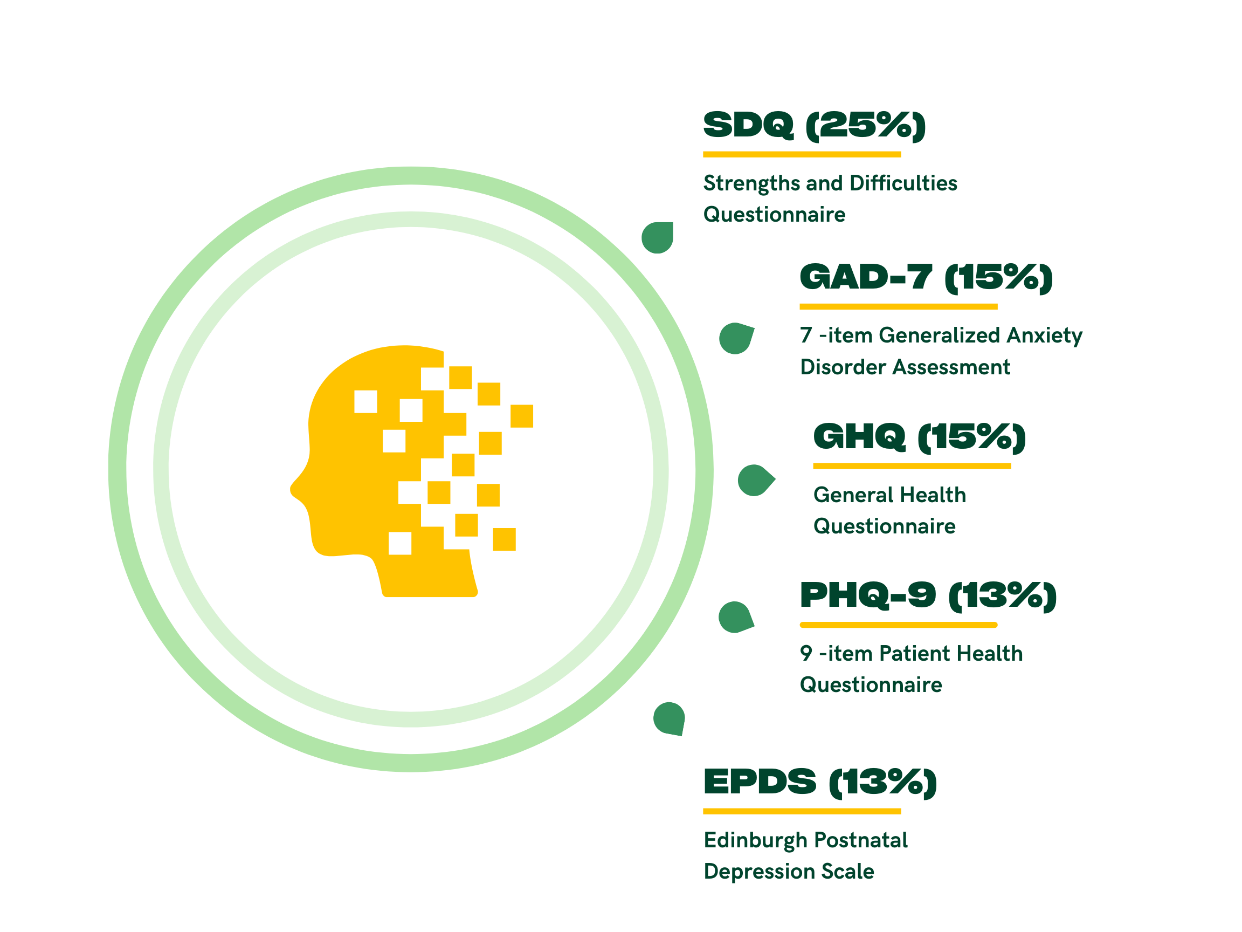 SDQ (25%)
Strengths and Difficulties
Questionnaire
GAD-7 (15%)
7 -item Generalized Anxiety
Disorder Assessment
GHQ (15%)
General Health
Questionnaire
PHQ-9 (13%)
9 -item Patient Health
Questionnaire
EPDS (13%)
Edinburgh Postnatal
Depression Scale